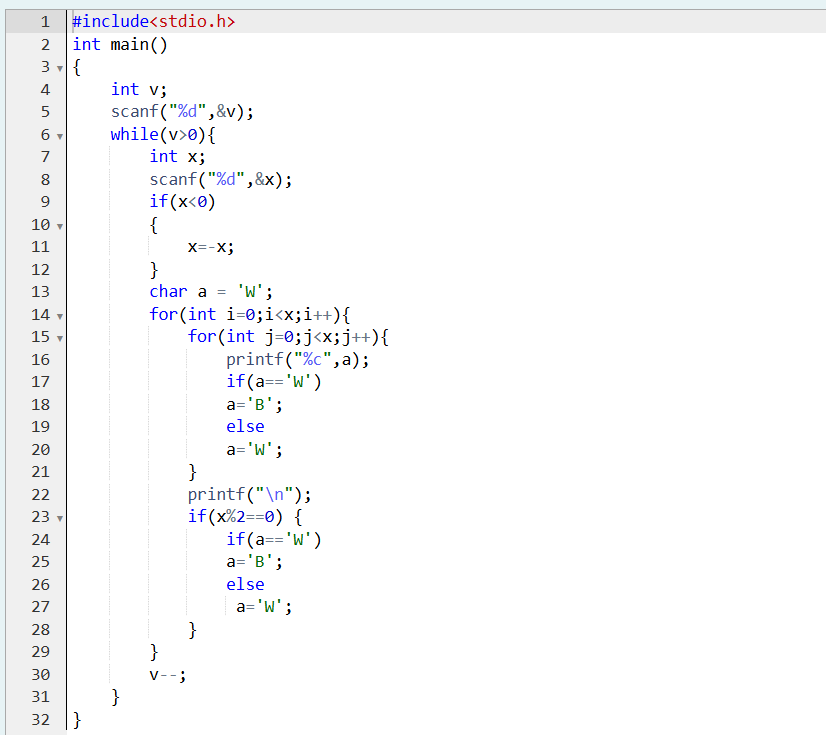 1 #include<stdio.h>
2 int main()
3 {
4     int v;
5     scanf("%d",&v);
6     while(v>0){
7         int x;
8         scanf("%d",&x);
9         if(x<0)
10         {
11             x=-x;
12         }
13         char a = 'W';
14         for(int i=0;i<x;i++){
15             for(int j=0;j<x;j++){
16                 printf("%c",a);
17                 if(a=='W')
18                 a='B';
19                 else
20                 a='W';
21             }
22             printf("\n");
23             if(x%2==0) {
24                 if(a=='W')
25                 a='B';
26                 else
27                  a='W';
28             }
29         }
30         v--;
31     }
32 }